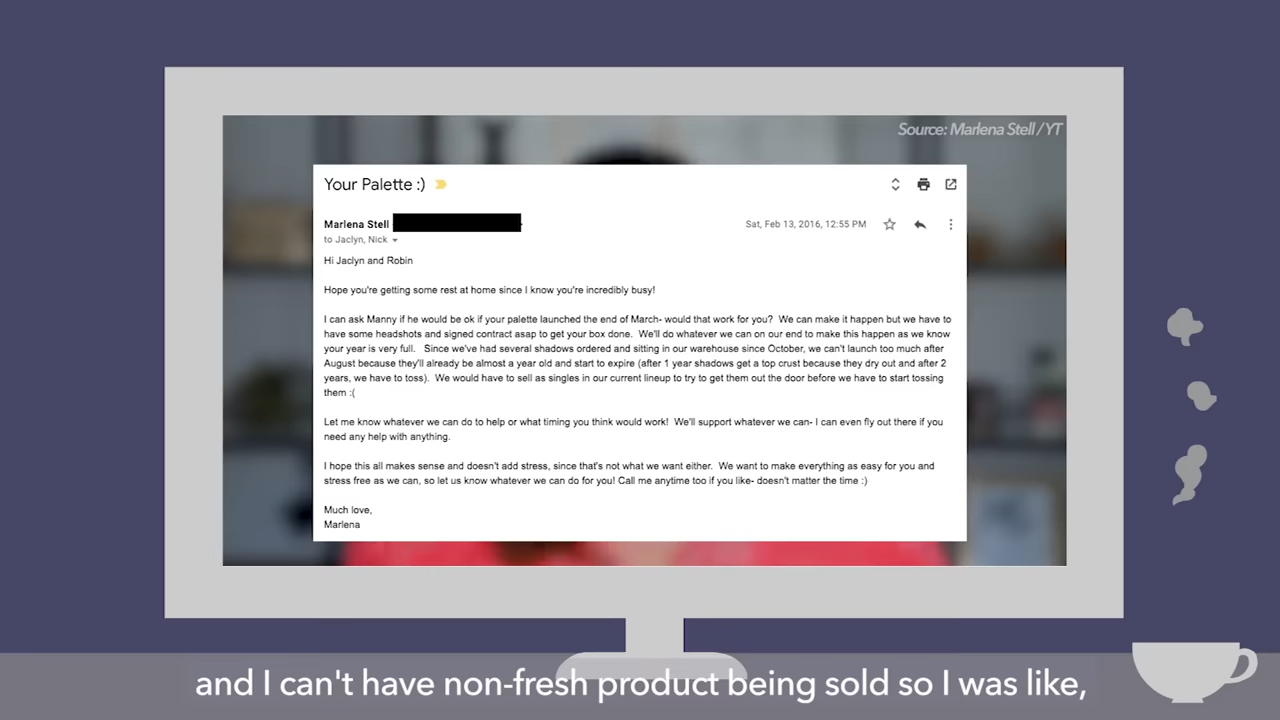 Source: Marlena Stell / YT
Your Palette :)
Marlena Stell
Sat, Feb 13, 2016, 12:55 PM
to Jaclyn, Nick
Hi Jaclyn and Robin
Hope you're getting some rest at home since I know you're incredibly busy!
I can ask Manny if he would be ok if your palette launched the end of March- would that work for you?  We can make it happen but we have to
have some headshots and signed contract asap to get your box done.  We'll do whatever we can on our end to make this happen as we know
your year is very full.   Since we've had several shadows ordered and sitting in our warehouse since October, we can't launch too much after
August because they'll already be almost a year old and start to expire (after 1 year shadows get a top crust because they dry out and after 2
years, we have to toss).  We would have to sell as singles in our current lineup to try to get them out the door before we have to start tossing
them :(
Let me know whatever we can do to help or what timing you think would work!  We'll support whatever we can- I can even fly out there if you
need any help with anything.
I hope this all makes sense and doesn't add stress, since that's not what we want either.  We want to make everything as easy for you and
stress free as we can, so let us know whatever we can do for you! Call me anytime too if you like- doesn't matter the time :)
Much love,
Marlena
and I can't have non-fresh product being sold so I was like,